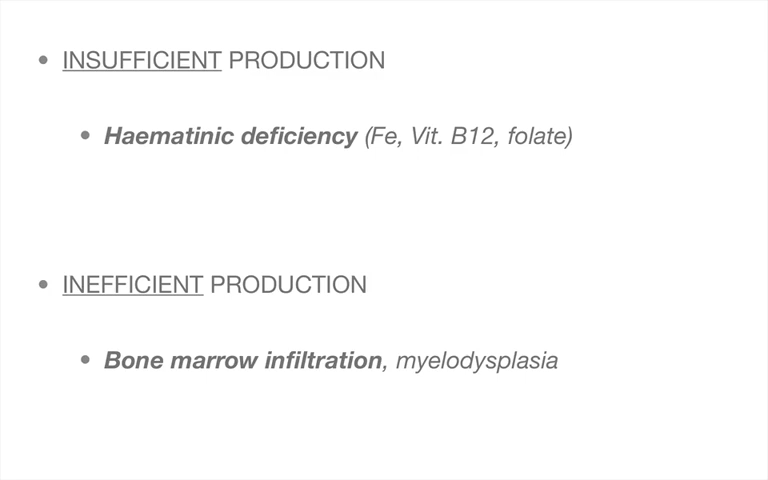 • INSUFFICIENT PRODUCTION
• Haematinic deficiency (Fe, Vit. B12, folate)
• INEFFICIENT PRODUCTION
• Bone marrow infiltration, myelodysplasia